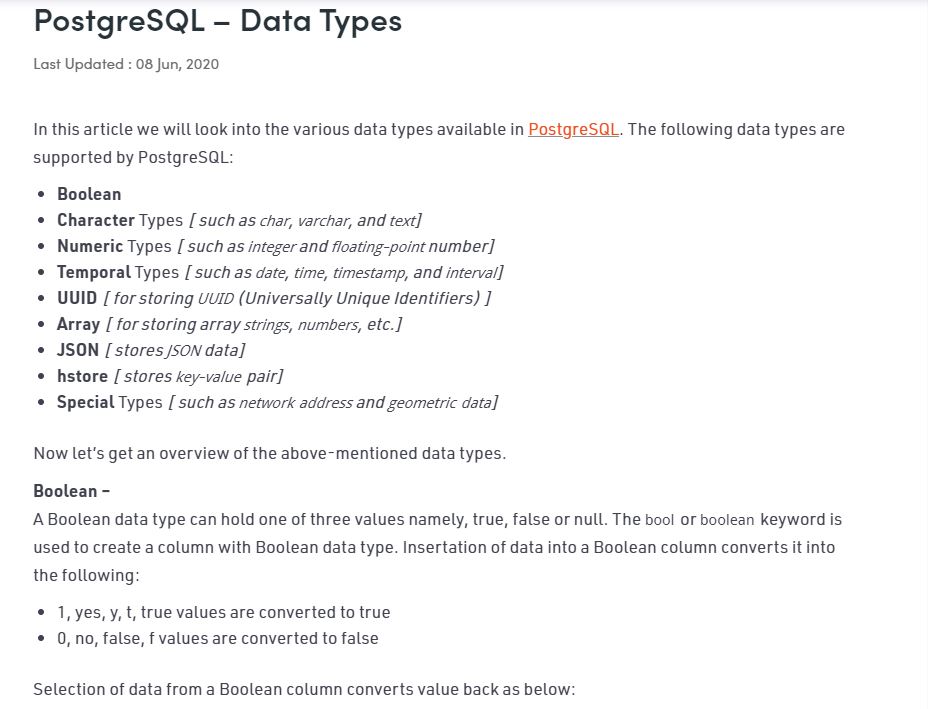 PostgreSQL – Data Types
Last Updated : 08 Jun, 2020
In this article we will look into the various data types available in PostgreSQL. The following data types are
supported by PostgreSQL:
• Boolean
• Character Types [ such as char, varchar, and text]
• Numeric Types [ such as integer and floating-point number]
• Temporal Types [ such as date, time, timestamp, and interval]
• UUID [ for storing UUID (Universally Unique Identifiers) ]
• Array [ for storing array strings, numbers, etc.]
• JSON [ stores JSON data]
• hstore [ stores key-value pair]
• Special Types [ such as network address and geometric data]
Now let's get an overview of the above-mentioned data types.
Boolean –
A Boolean data type can hold one of three values namely, true, false or null. The bool or boolean keyword is
used to create a column with Boolean data type. Insertation of data into a Boolean column converts it into
the following:
• 1, yes, y, t, true values are converted to true
• 0, no, false, f values are converted to false
Selection of data from a Boolean column converts value back as below: